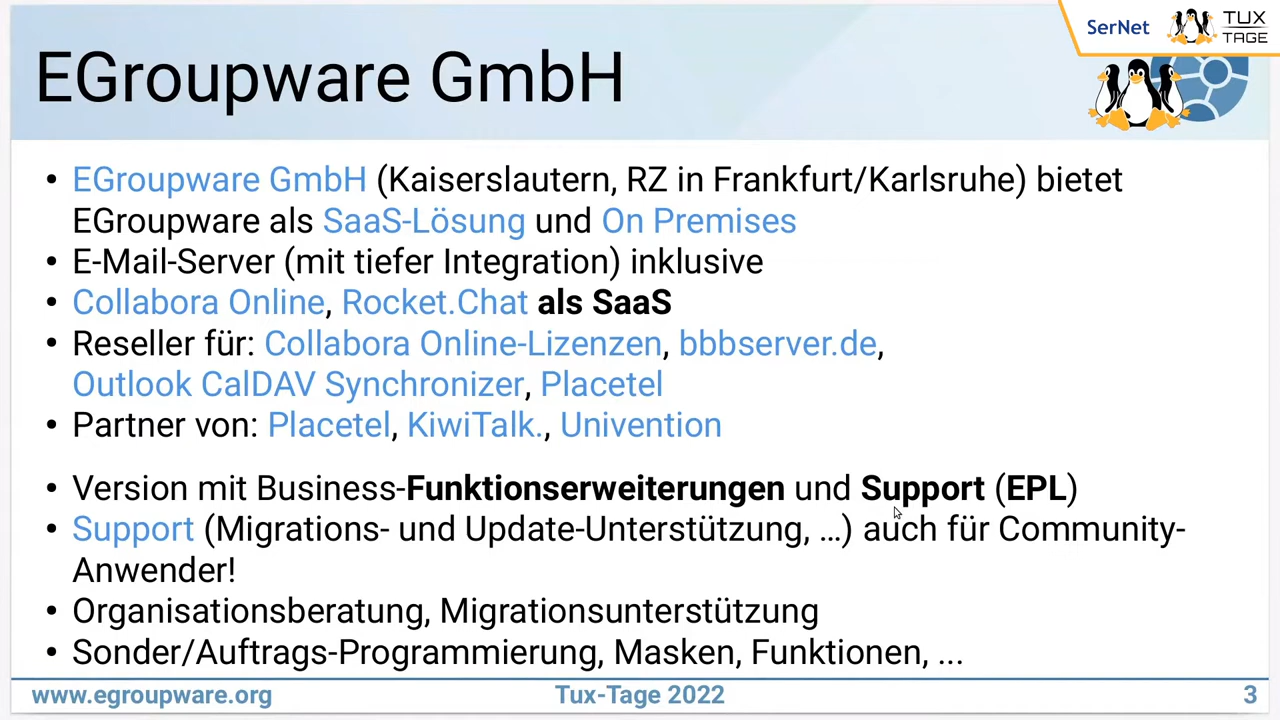 SerNet
TUX
TAGE
EGroupware GmbH
• EGroupware GmbH (Kaiserslautern, RZ in Frankfurt/Karlsruhe) bietet
EGroupware als SaaS-Lösung und On Premises
• E-Mail-Server (mit tiefer Integration) inklusive
• Collabora Online, Rocket.Chat als SaaS
• Reseller für: Collabora Online-Lizenzen, bbbserver.de,
Outlook CalDAV Synchronizer, Placetel
• Partner von: Placetel, KiwiTalk., Univention
• Version mit Business-Funktionserweiterungen und Support (EPL)
• Support (Migrations- und Update-Unterstützung, …) auch für Community-
Anwender!
• Organisationsberatung, Migrationsunterstützung
• Sonder/Auftrags-Programmierung, Masken, Funktionen, ...
www.egroupware.org Tux-Tage 2022 3